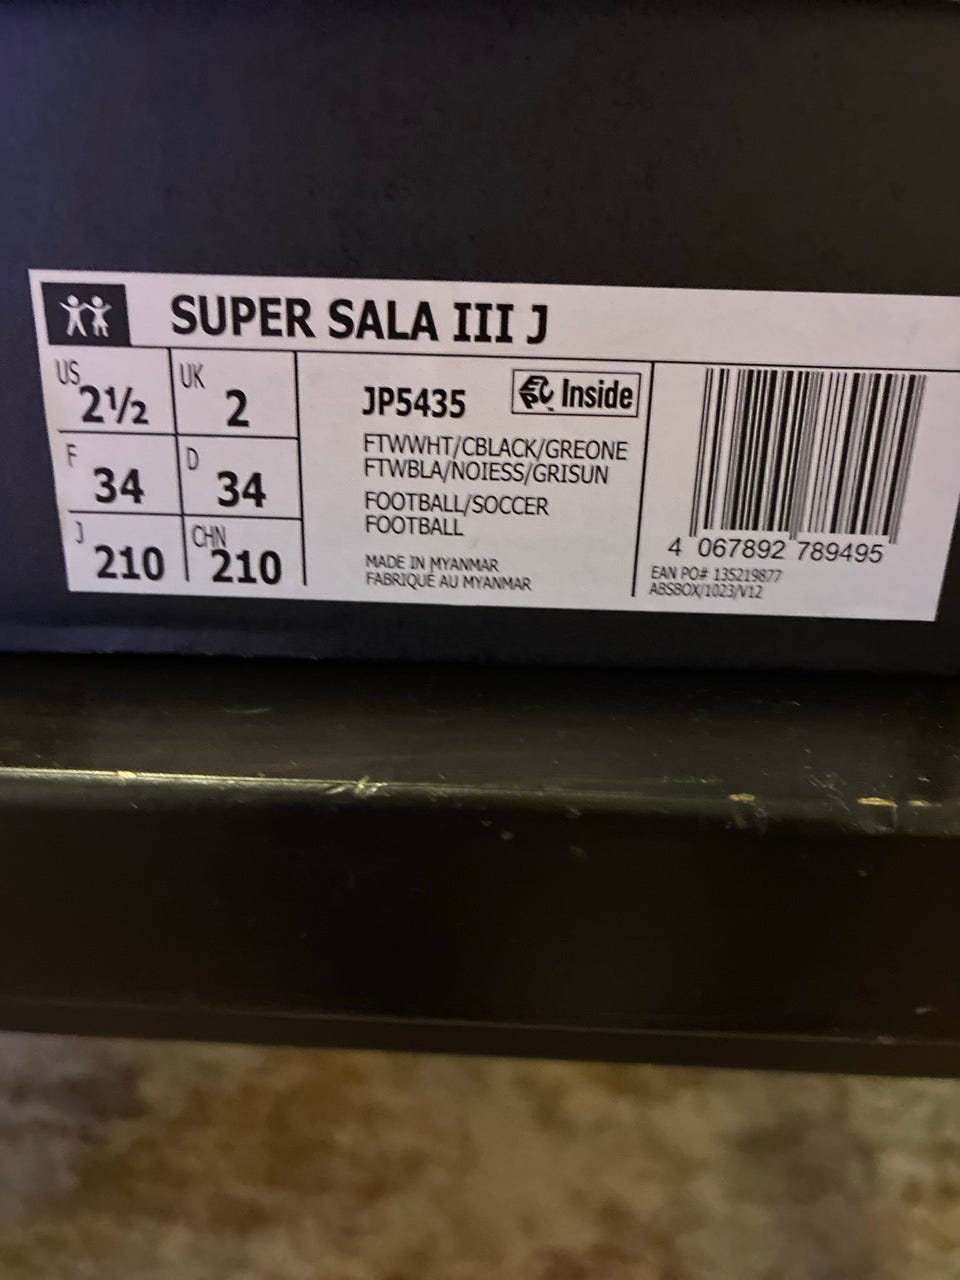 SUPER SALA III J
US 2½ UK 2
F 34 D 34
J 210 CHN 210
JP5435 Inside
FTWWHT/CBLACK/GREONE
FTWBLA/NOIESS/GRISUN
FOOTBALL/SOCCER
FOOTBALL
MADE IN MYANMAR
FABRIQUÉ AU MYANMAR
4 067892 789495
EAN PO# 135219877
ABSBOX/1023/V12